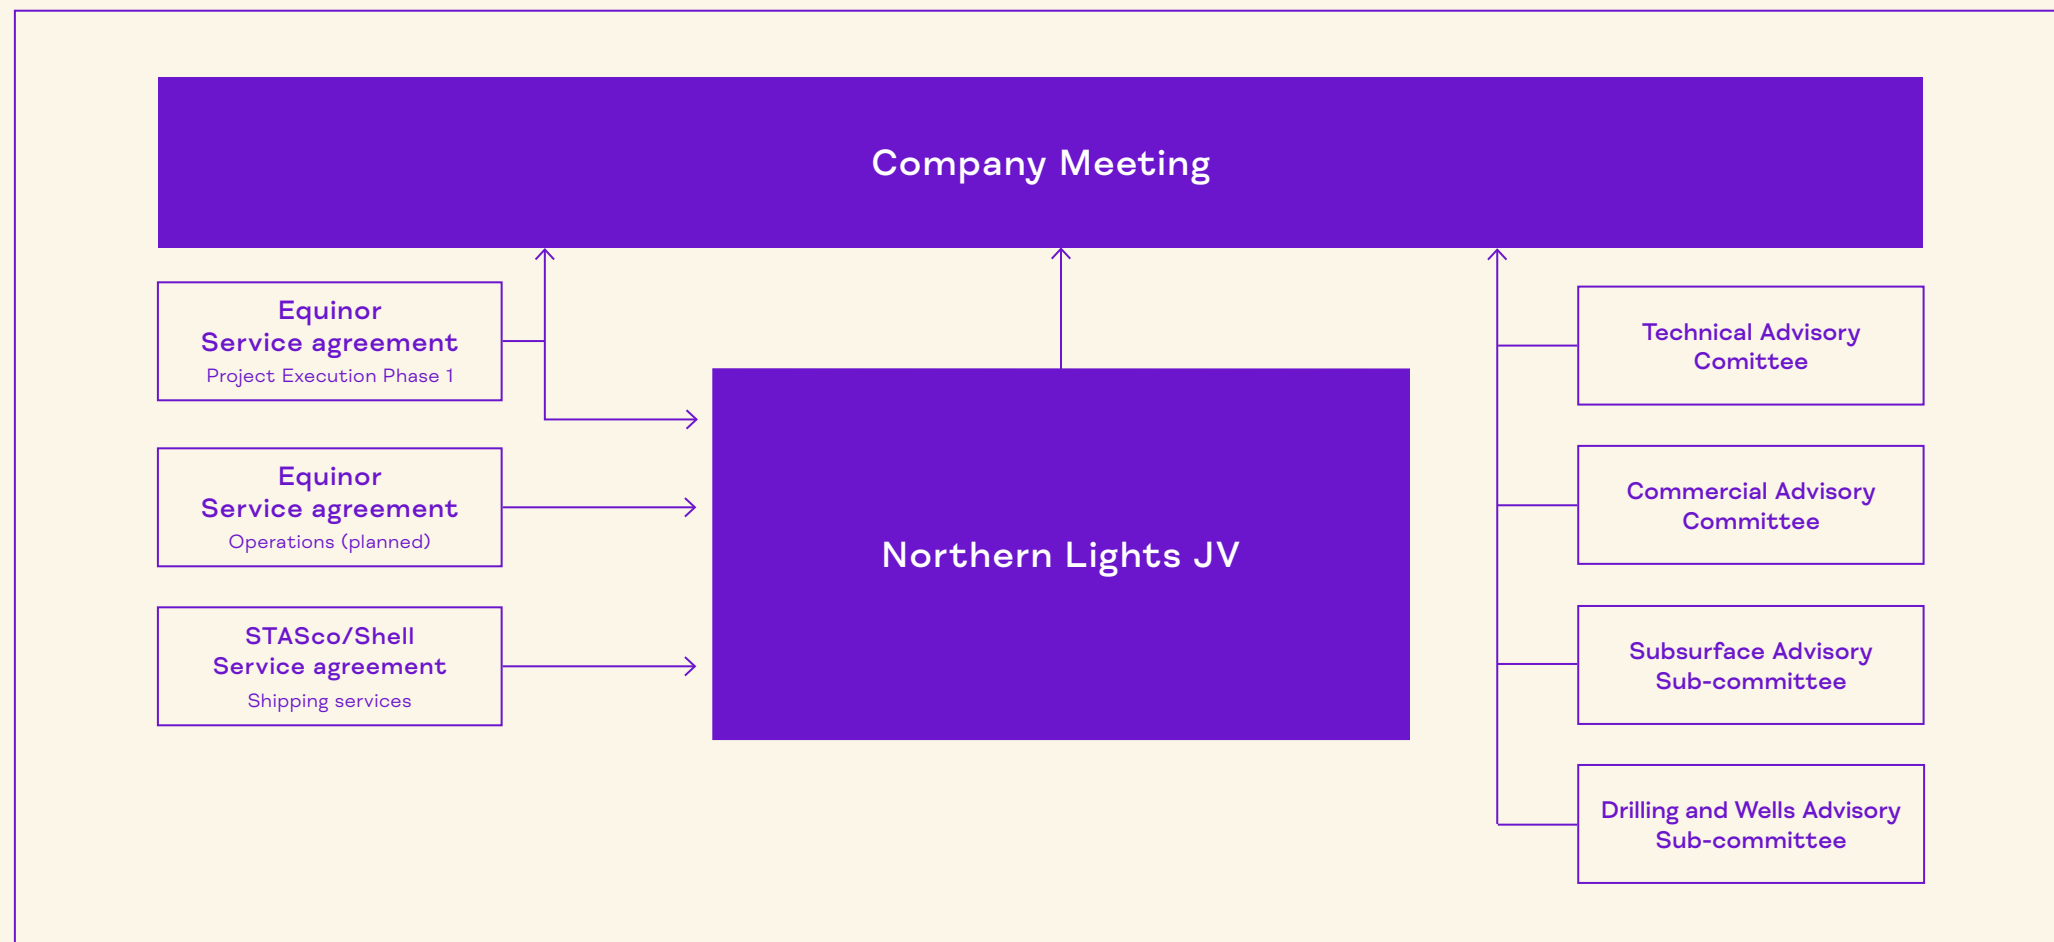 Company Meeting
Equinor
Service agreement
Project Execution Phase 1
Equinor
Service agreement
Operations (planned)
STASco/Shell
Service agreement
Shipping services
Northern Lights JV
Technical Advisory
Comittee
Commercial Advisory
Committee
Subsurface Advisory
Sub-committee
Drilling and Wells Advisory
Sub-committee